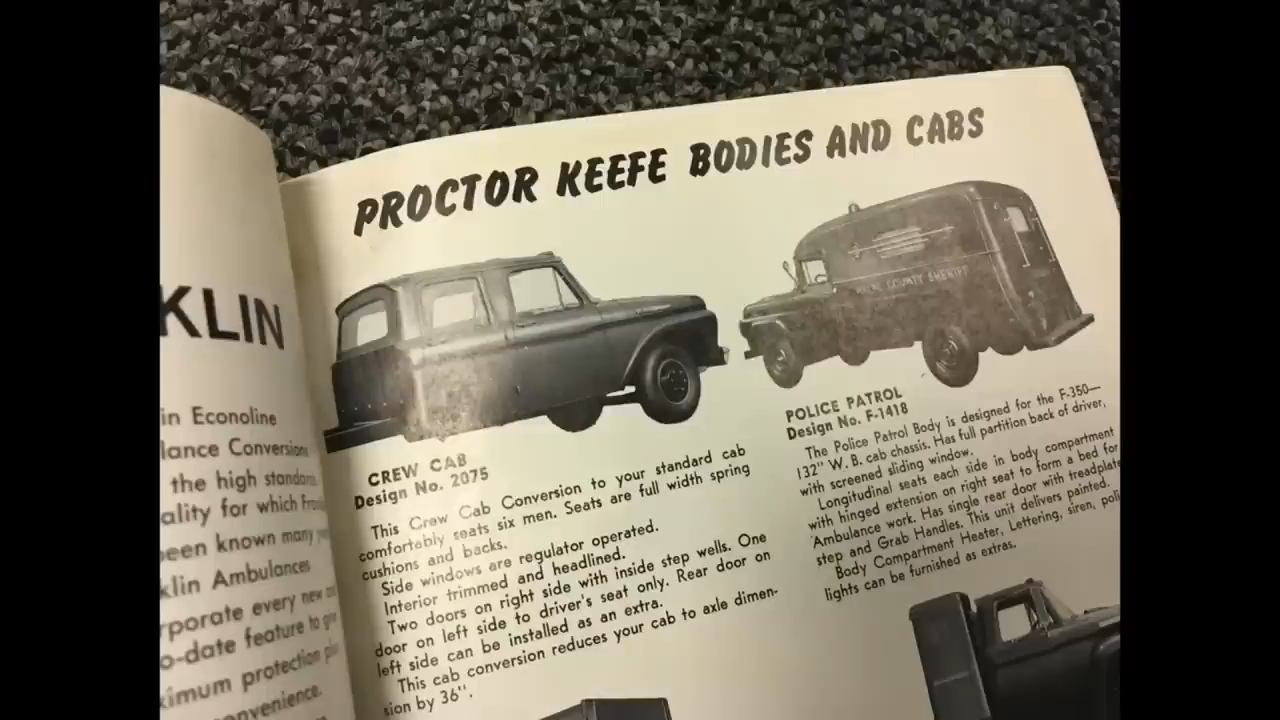 KLIN
in Econoline
lance Conversions
the high standard
ality for which
been known many
klin Ambulances
rporate every new
o-date feature to
ximum protection
onvenience.
PROCTOR KEEFE BODIES AND CABS
COUNTY SHERIFF
CREW CAB
Design No. 2075
This Crew Cab Conversion to your standard cab
comfortably seats six men. Seats are full width spring
cushions and backs.
Side windows are regulator operated.
Interior trimmed and headlined.
Two doors on right side with inside step wells. One
door on left side to driver's seat only. Rear door on
left side can be installed as an extra.
This cab conversion reduces your cab to axle dimen-
sion by 36".
POLICE PATROL
Design No. F-1418
The Police Patrol Body is designed for the F-350—
132" W. B. cab chassis. Has full partition back of driver,
with screened sliding window.
Longitudinal seats each side in body compartment
with hinged extension on right seat to form a bed for
Ambulance work. Has single rear door with treadplate
step and Grab Handles. This unit delivers painted.
Body Compartment Heater, Lettering, siren, poli
lights can be furnished as extras.